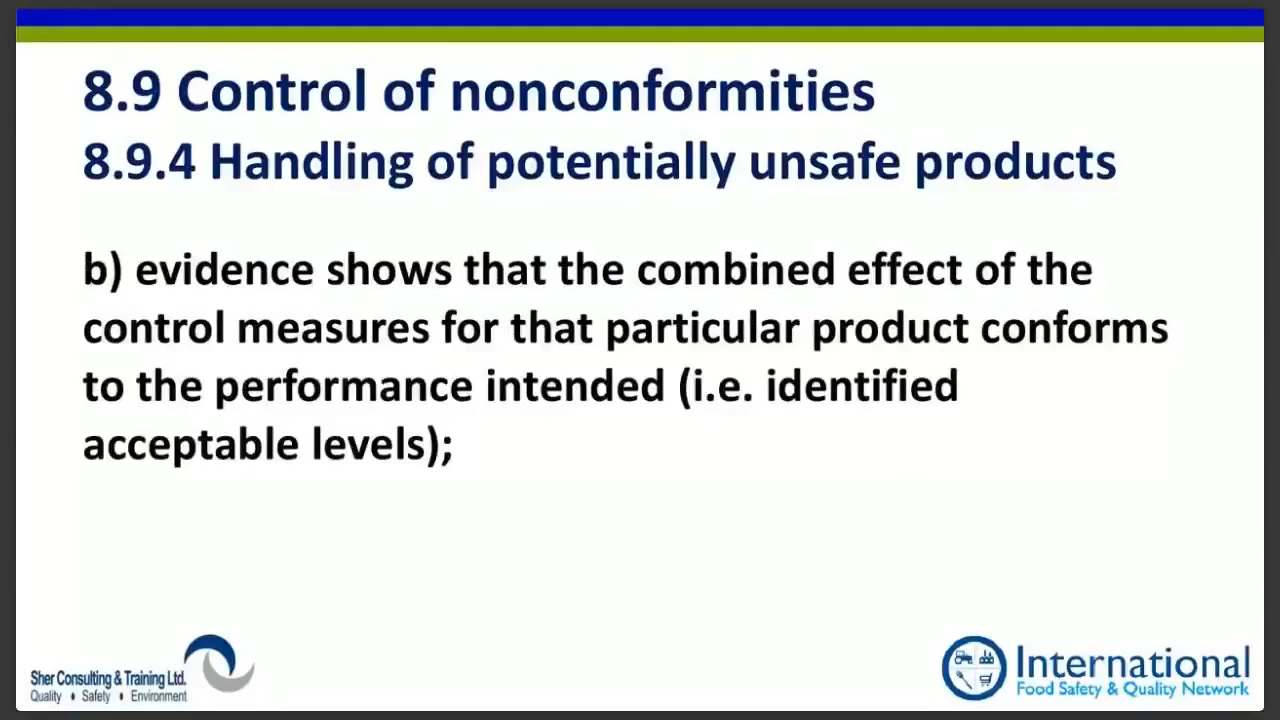 8.9 Control of nonconformities
8.9.4 Handling of potentially unsafe products
b) evidence shows that the combined effect of the
control measures for that particular product conforms
to the performance intended (i.e. identified
acceptable levels);
Sher Consulting & Training Ltd.
Quality • Safety • Environment
International
Food Safety & Quality Network